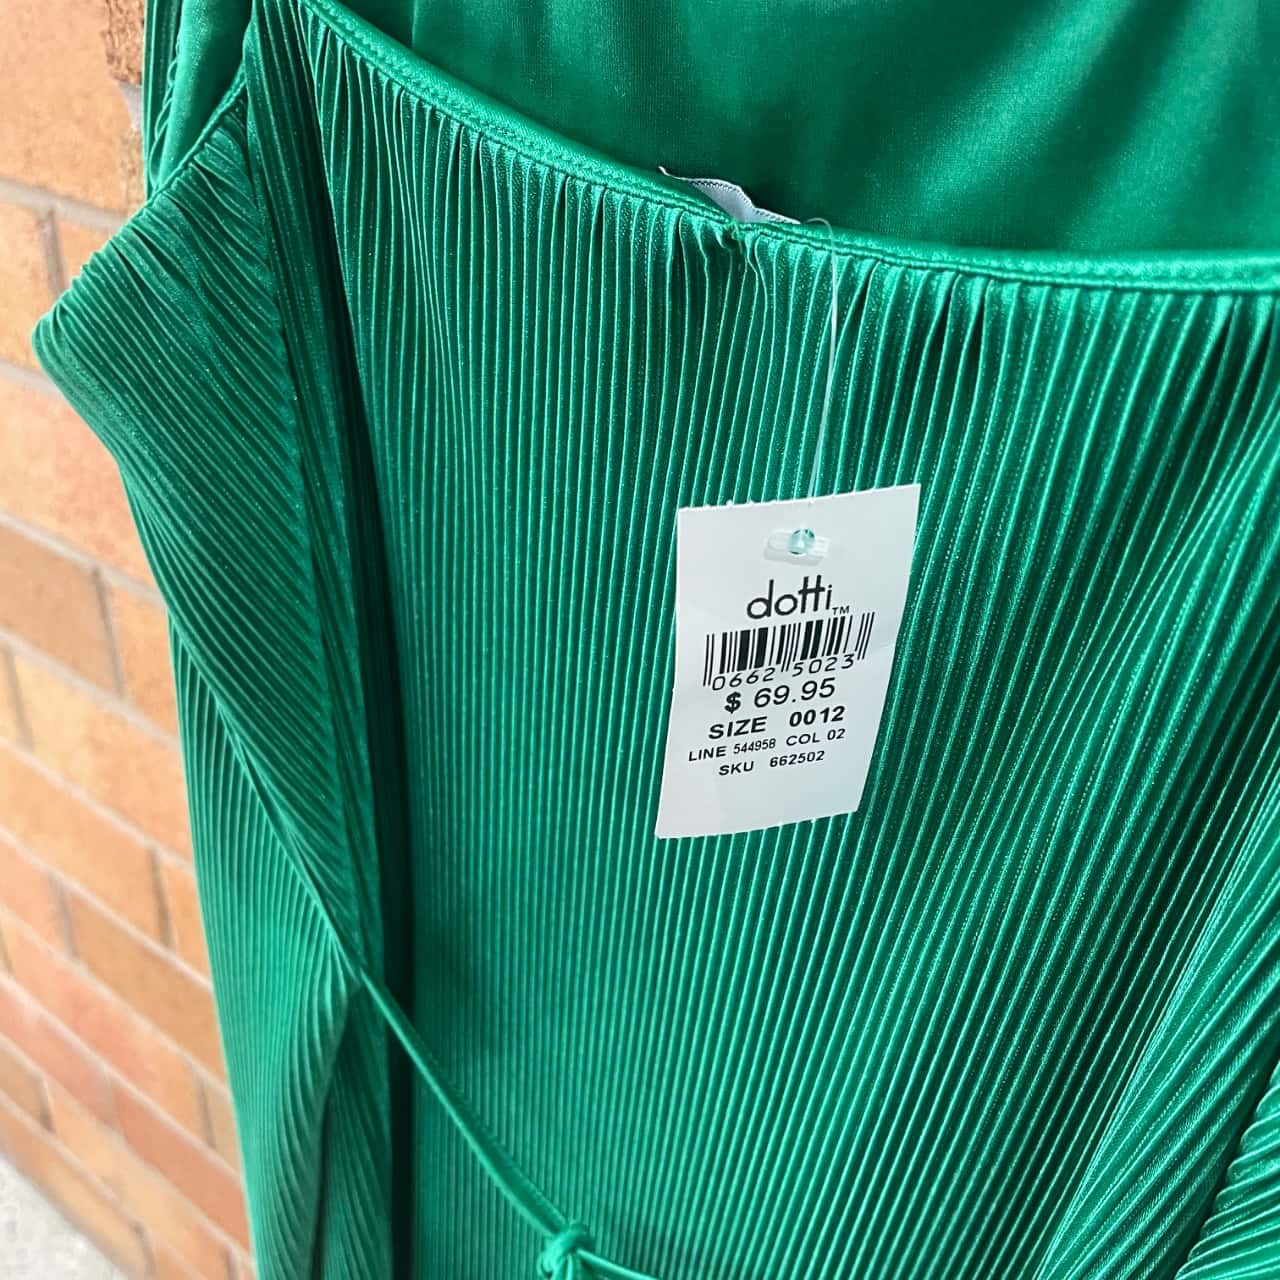 dotti™
0662 5023
$ 69.95
SIZE 0012
LINE 544958 COL 02
SKU 662502